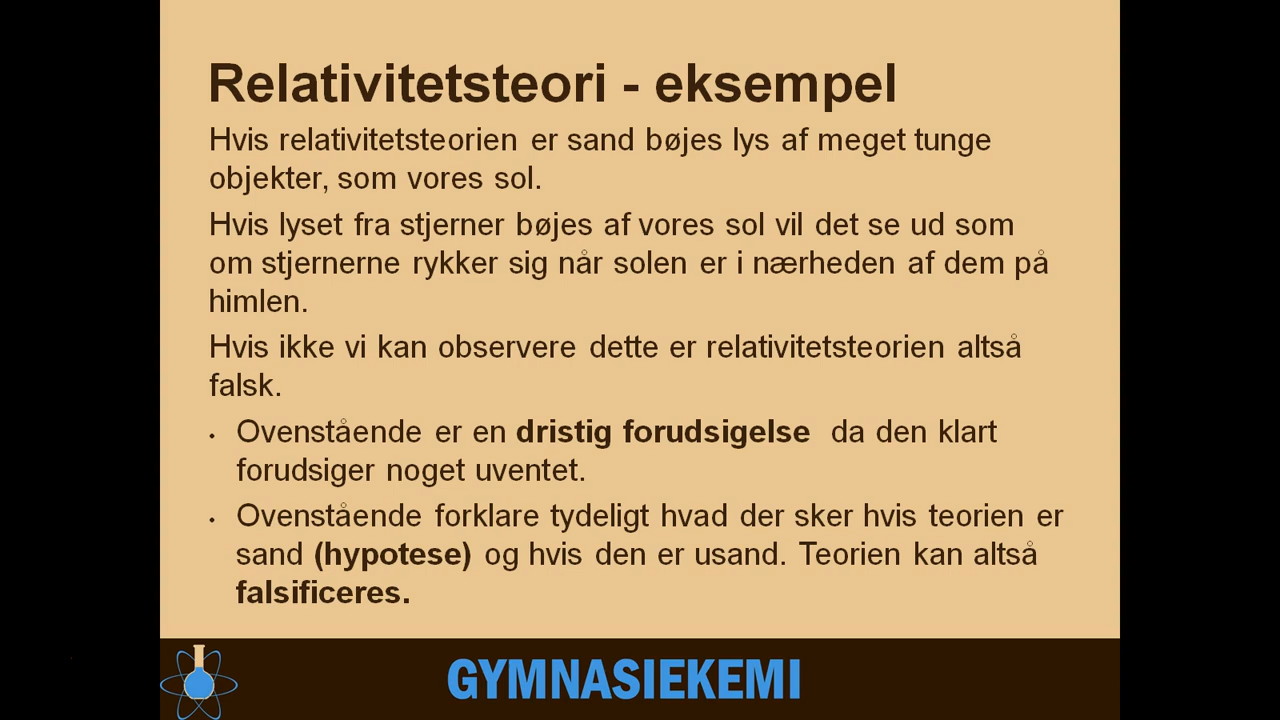 Relativitetsteori - eksempel
Hvis relativitetsteorien er sand bøjes lys af meget tunge
objekter, som vores sol.
Hvis lyset fra stjerner bøjes af vores sol vil det se ud som
om stjernerne rykker sig når solen er i nærheden af dem på
himlen.
Hvis ikke vi kan observere dette er relativitetsteorien altså
falsk.
• Ovenstående er en dristig forudsigelse da den klart
forudsiger noget uventet.
• Ovenstående forklare tydeligt hvad der sker hvis teorien er
sand (hypotese) og hvis den er usand. Teorien kan altså
falsificeres.
GYMNASIEKEMI